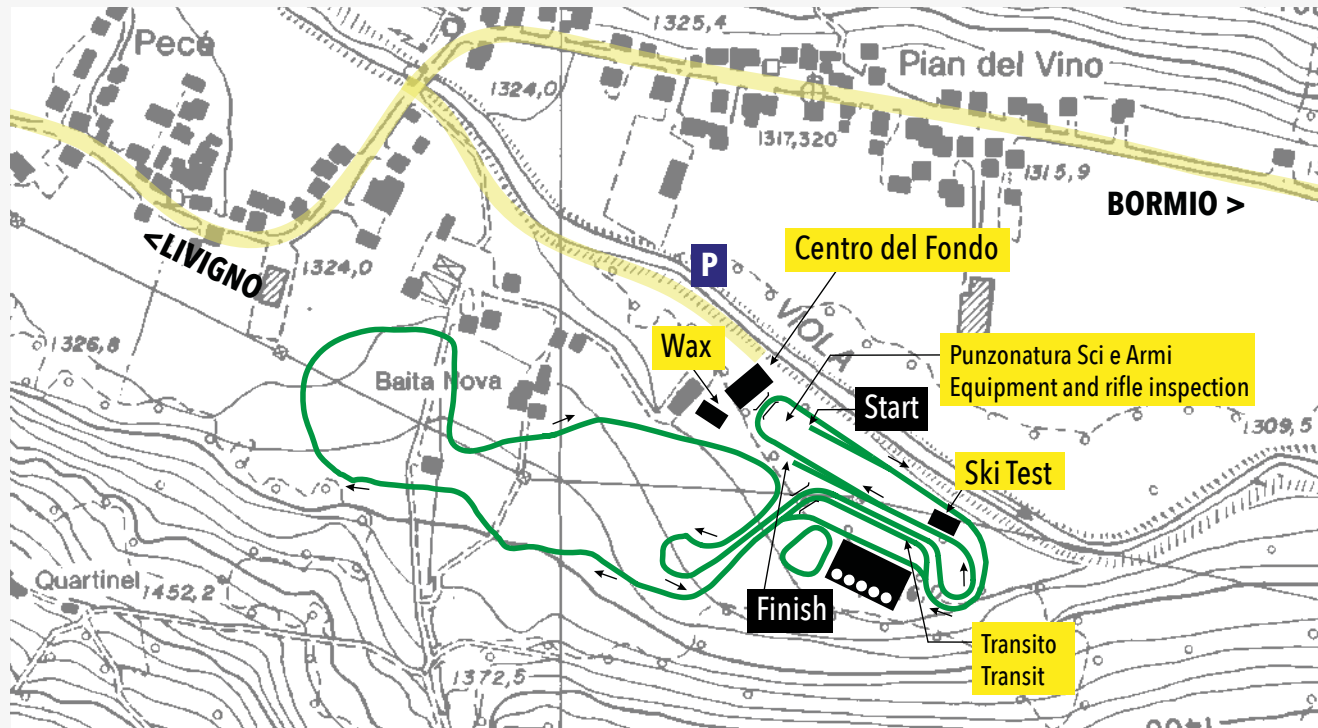 1325,4
Pecé
Pian del Vino
1324,0
1317,320
1315,9
BORMIO >
<LIVIGNO
1324,0
P
Centro del Fondo
VIOLA
1326,8
Wax
Punzonatura Sci e Armi
Equipment and rifle inspection
Baita Nova
Start
1309,5
Ski Test
Quartinel
1452,2
Finish
Transito
Transit
1372,5